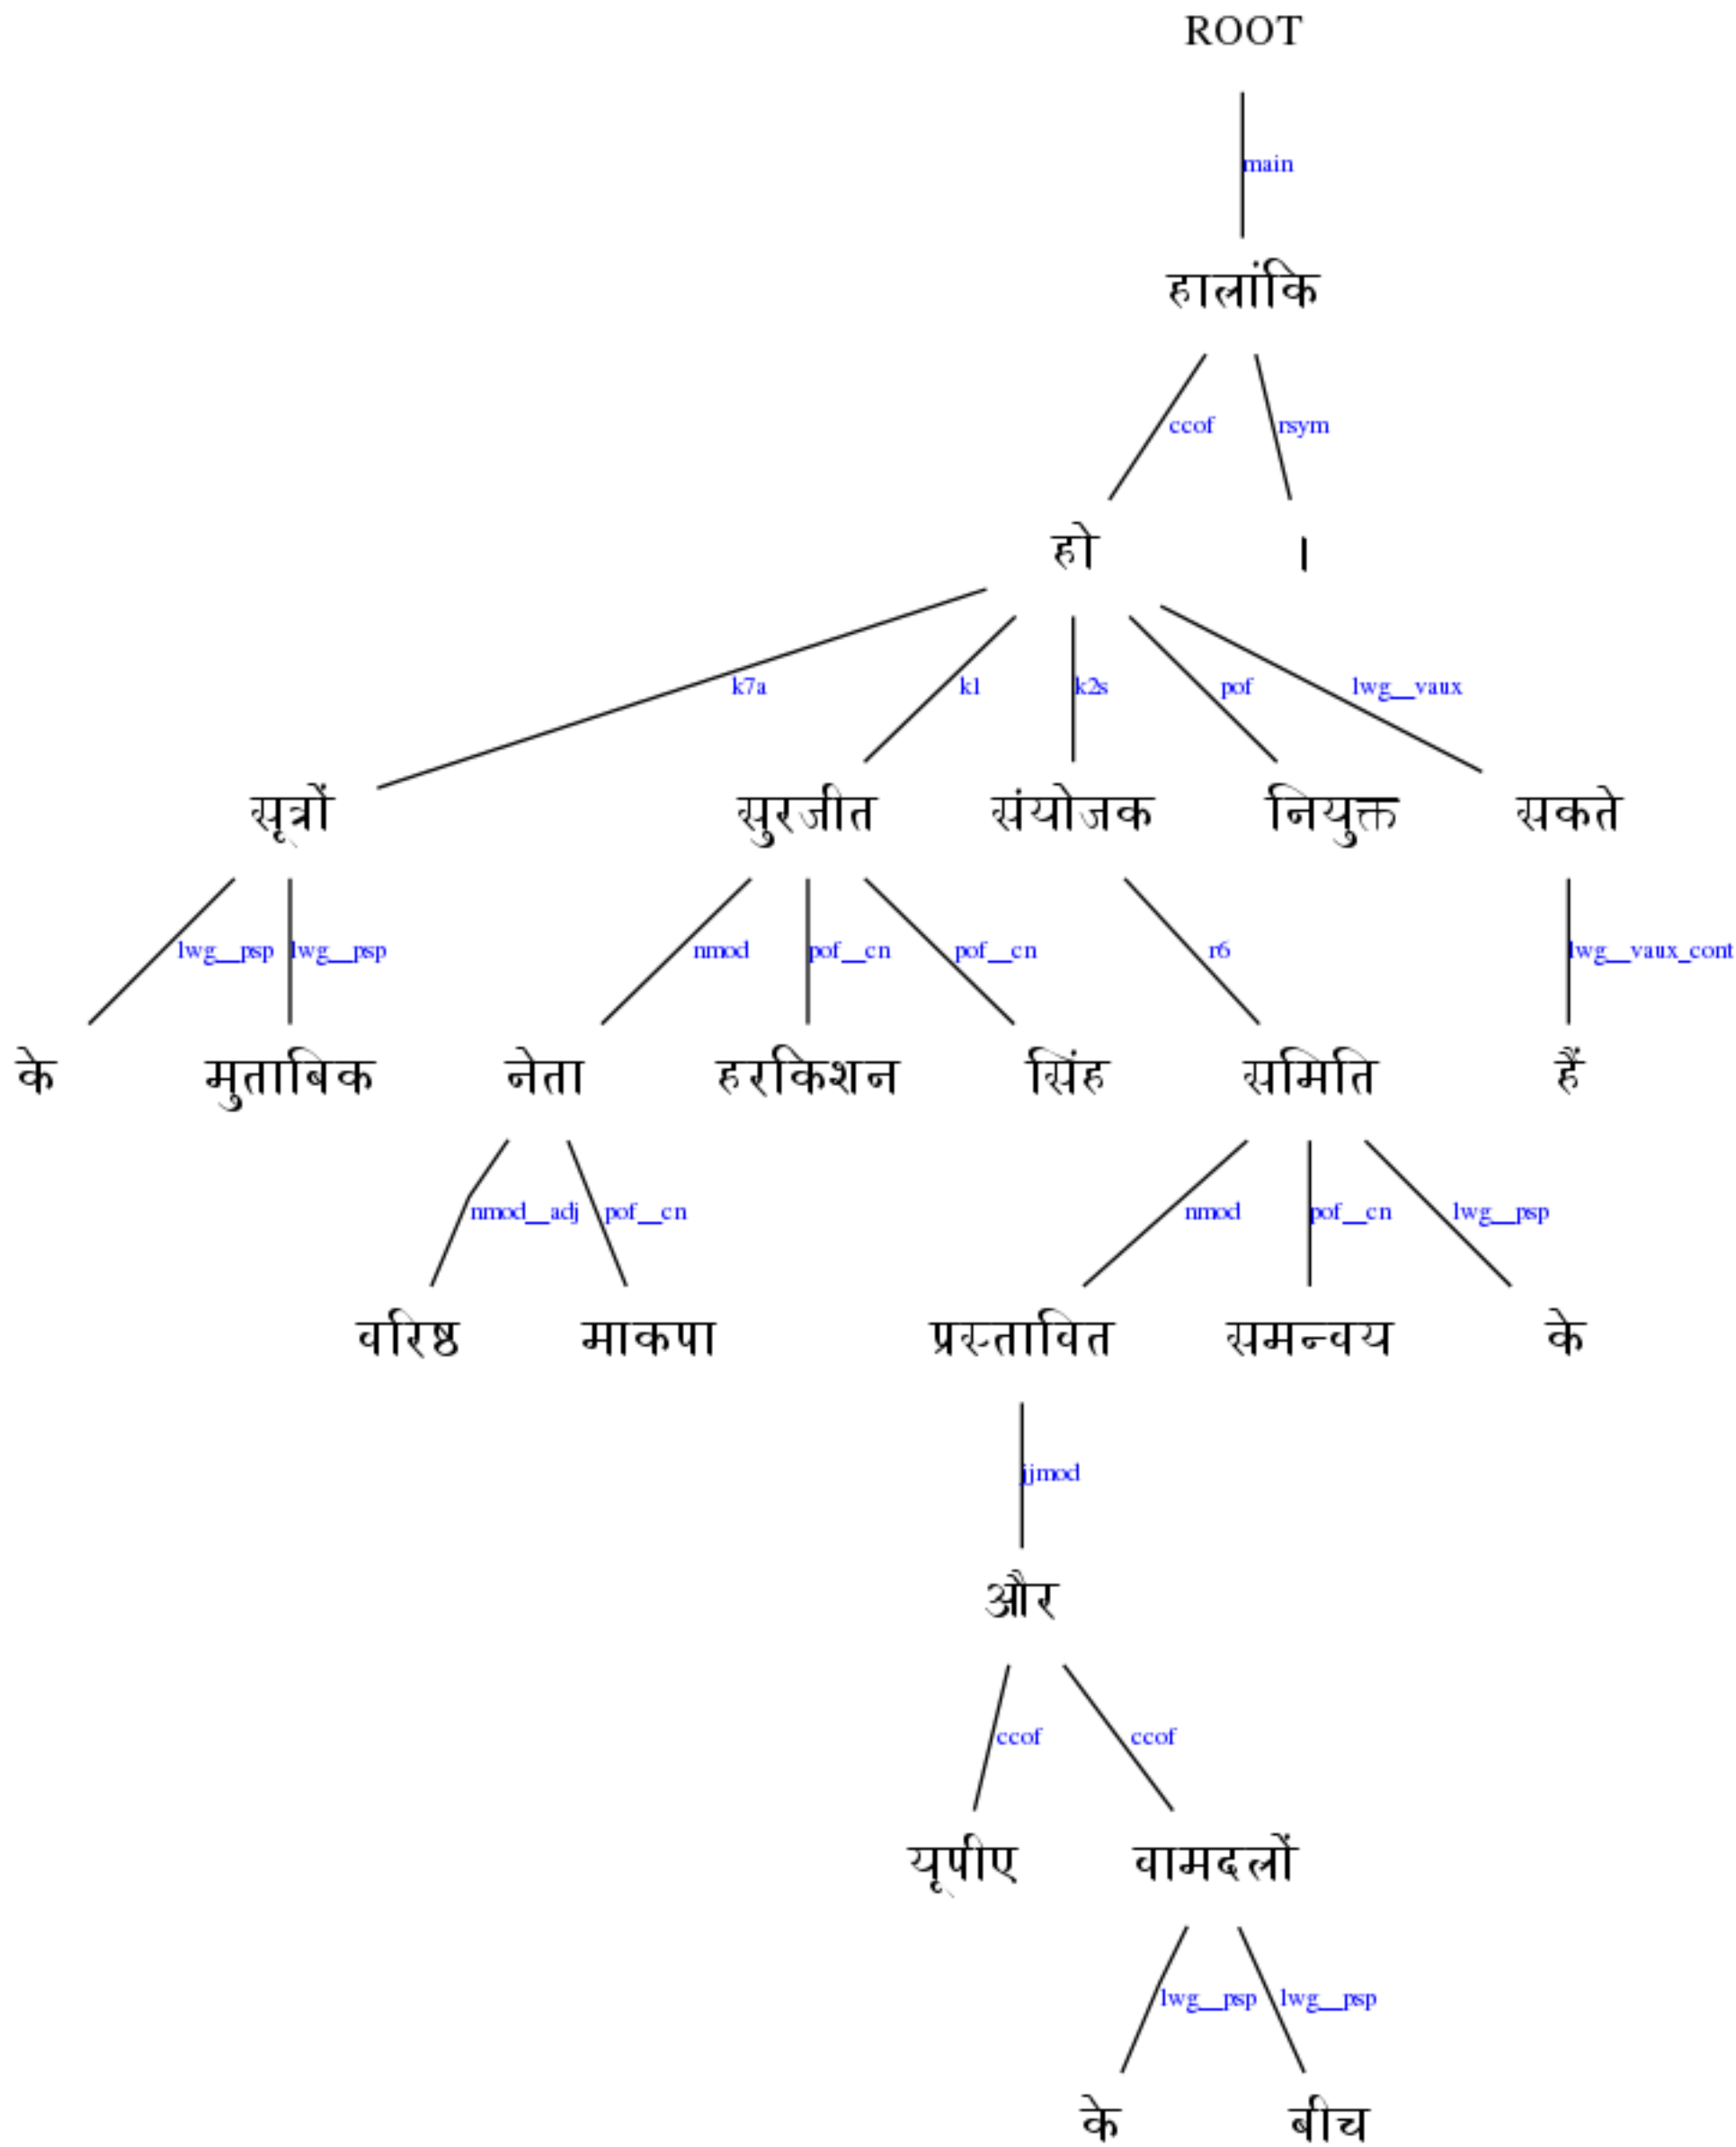 ROOT
main
हालांकि
ccof rsym
हो ।
k7a k1 k2s pof lwg__vaux
सूत्रों सुरजीत संयोजक नियुक्त सकते
lwg__psp lwg__psp nmod pof__cn pof__cn r6 lwg__vaux_cont
के मुताबिक नेता हरकिशन सिंह समिति हैं
nmod__adj pof__cn nmod pof__cn lwg__psp
वरिष्ठ माकपा प्रस्तावित समन्वय के
jjmod
और
ccof ccof
यूपीए वामदलों
lwg__psp lwg__psp
के बीच